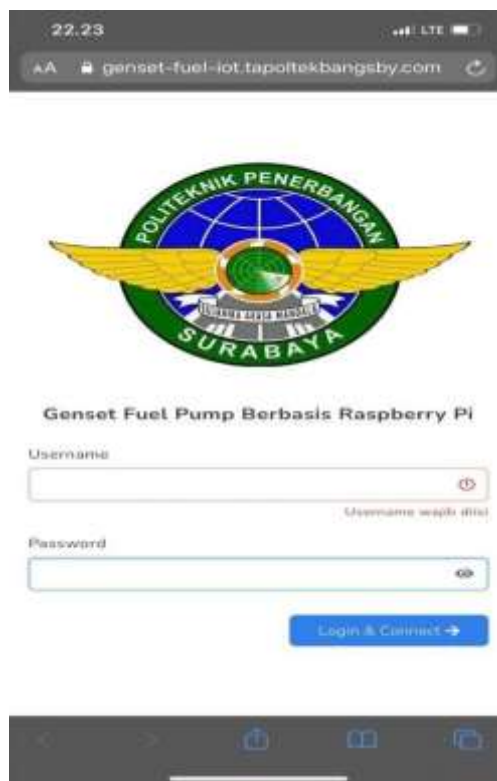 22.23
LTE
AA genset-fuel-iot.tapoltekbangsby.com
POLITEKNIK PENERBANGAN
SURABAYA
Genset Fuel Pump Berbasis Raspberry Pi
Username
Username wajib diisi
Password
Login & Connect →